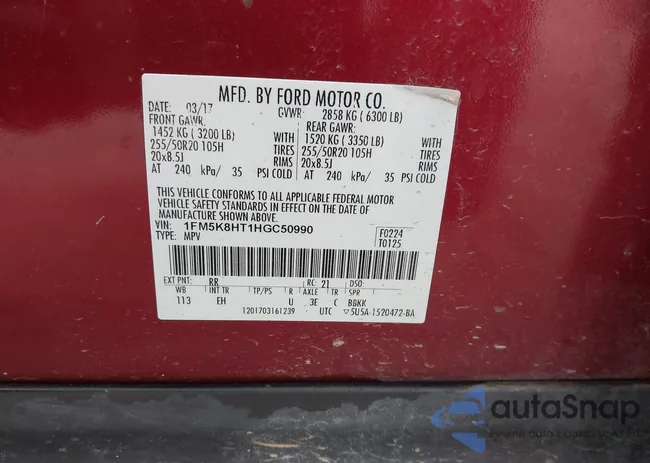 MFD. BY FORD MOTOR CO.
DATE: 03/17 GVWR: 2858 KG ( 6300 LB)
FRONT GAWR: REAR GAWR:
1452 KG ( 3200 LB) WITH 1520 KG ( 3350 LB) WITH
255/50R20 105H TIRES 255/50R20 105H TIRES
20x8.5J RIMS 20x8.5J RIMS
AT 240 kPa/ 35 PSI COLD AT 240 kPa/ 35 PSI COLD
THIS VEHICLE CONFORMS TO ALL APPLICABLE FEDERAL MOTOR
VEHICLE SAFETY STANDARDS IN EFFECT ON THE DATE OF
MANUFACTURE SHOWN ABOVE.
VIN: 1FM5K8HT1HGC50990 F0224
TYPE: MPV T0125
EXT PNT: RR RC: 21 DSO:
WB INT TR TP/PS R AXLE TR SPR
113 EH U 3E C BBKK
1201703161239 UTC ▽5U5A-1520472-BA
autaSnap